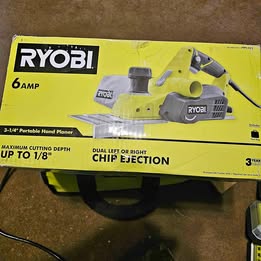 RYOBI
6 AMP
RYOBI
3-1/4" Portable Hand Planer
MAXIMUM CUTTING DEPTH
UP TO 1/8"
DUAL LEFT OR RIGHT
CHIP EJECTION
3 YEAR